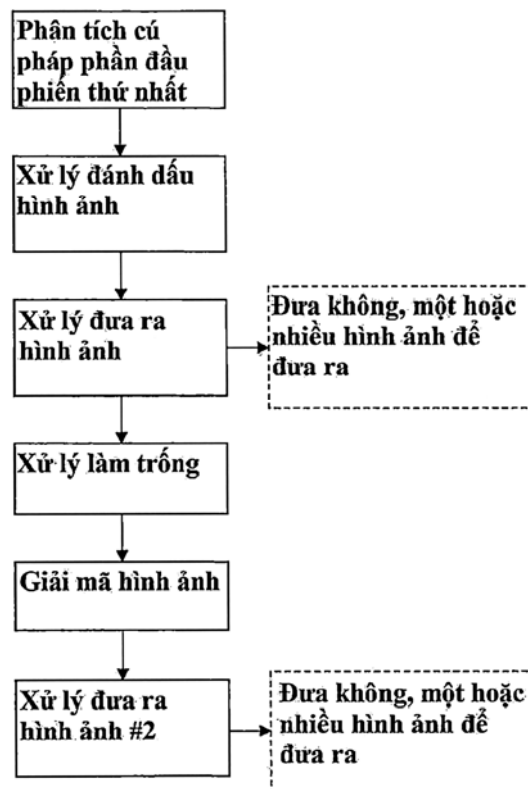 Phân tích cú
pháp phần đầu
phiến thứ nhất
Xử lý đánh dấu
hình ảnh
Xử lý đưa ra
hình ảnh
Đưa không, một hoặc
nhiều hình ảnh để
đưa ra
Xử lý làm trống
Giải mã hình ảnh
Xử lý đưa ra
hình ảnh #2
Đưa không, một hoặc
nhiều hình ảnh để
đưa ra